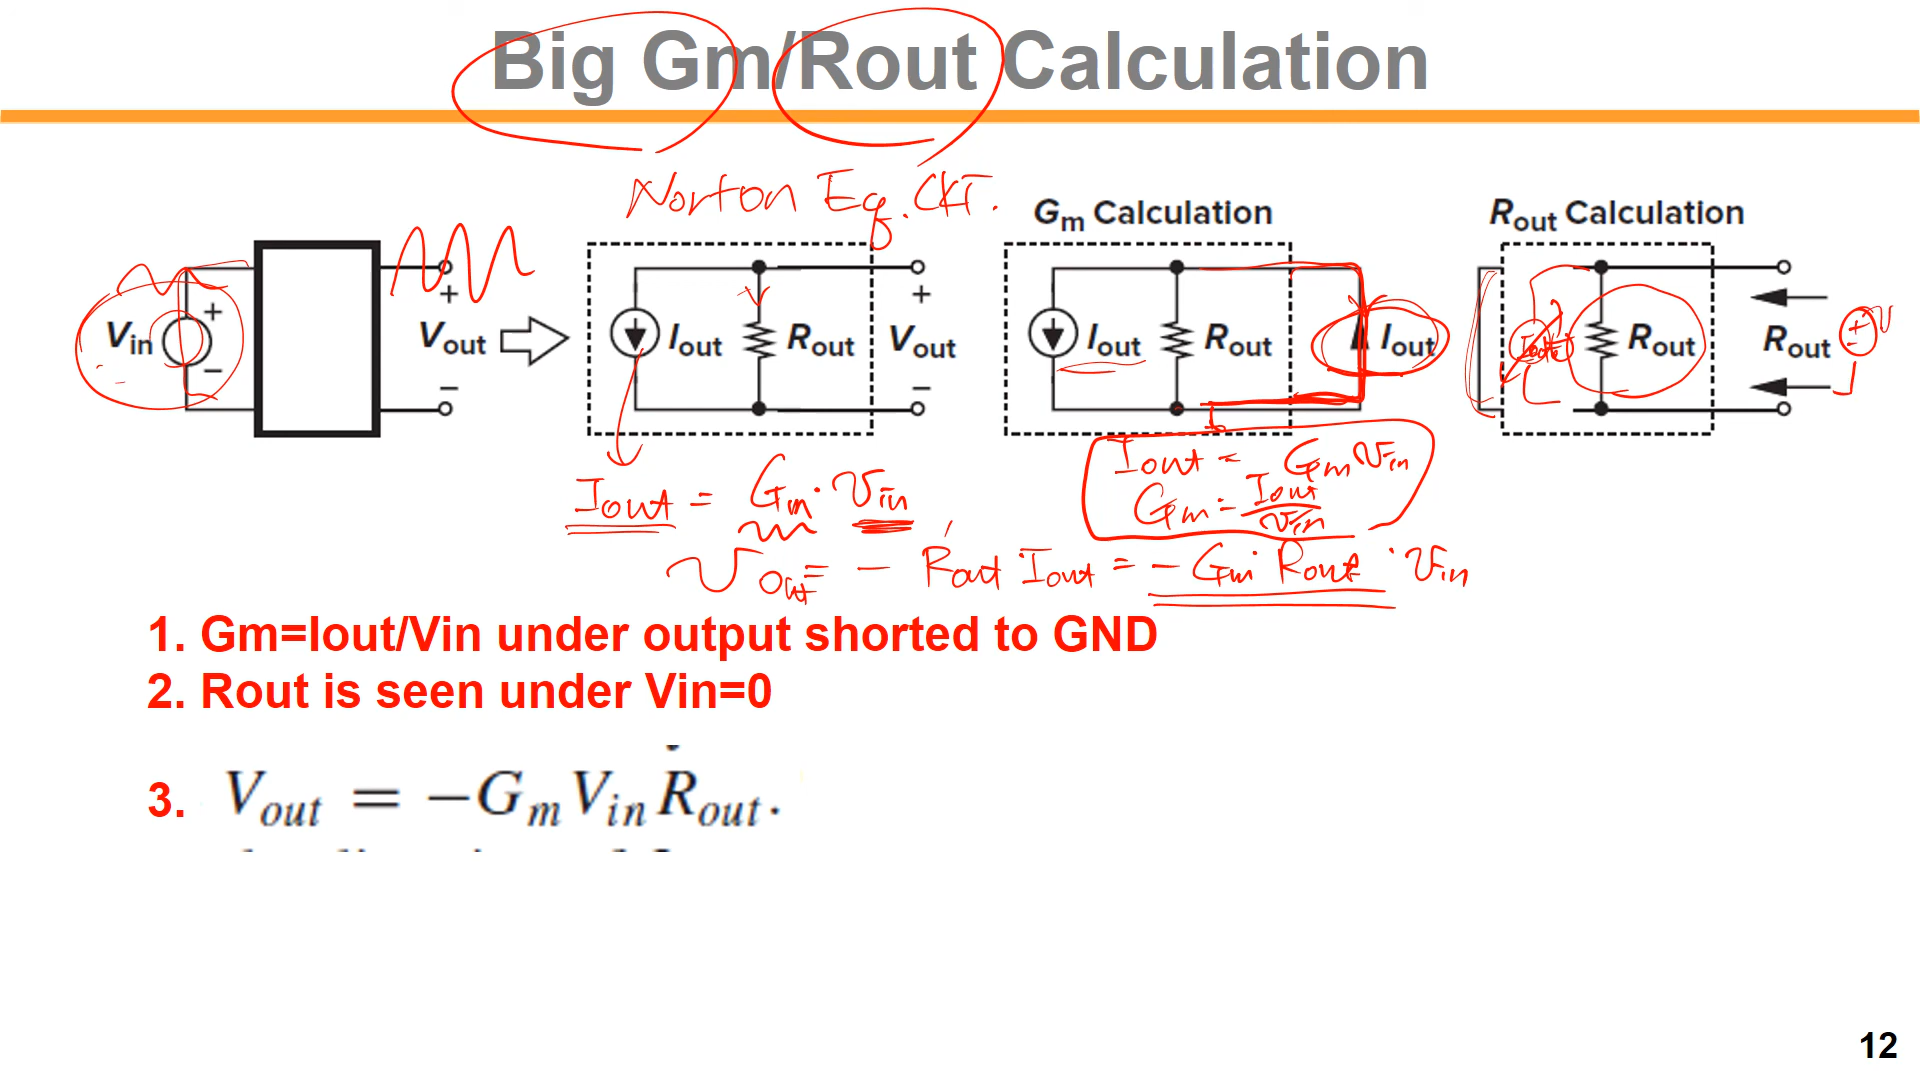 Big Gm/Rout Calculation
Norton Eq. CKT.
Gm Calculation
Rout Calculation
Vin
+
−
+
Vout
−
Iout
Rout
+
Vout
−
Iout
Rout
Iout
Iout
Rout
Rout
+
-
V
Iout = Gm · Vin
Iout = Gm Vin
Gm = Iout/Vin
Vout = − Rout Iout = − Gm · Rout · Vin
1. Gm=Iout/Vin under output shorted to GND
2. Rout is seen under Vin=0
3. Vout = −GmVinRout.
12